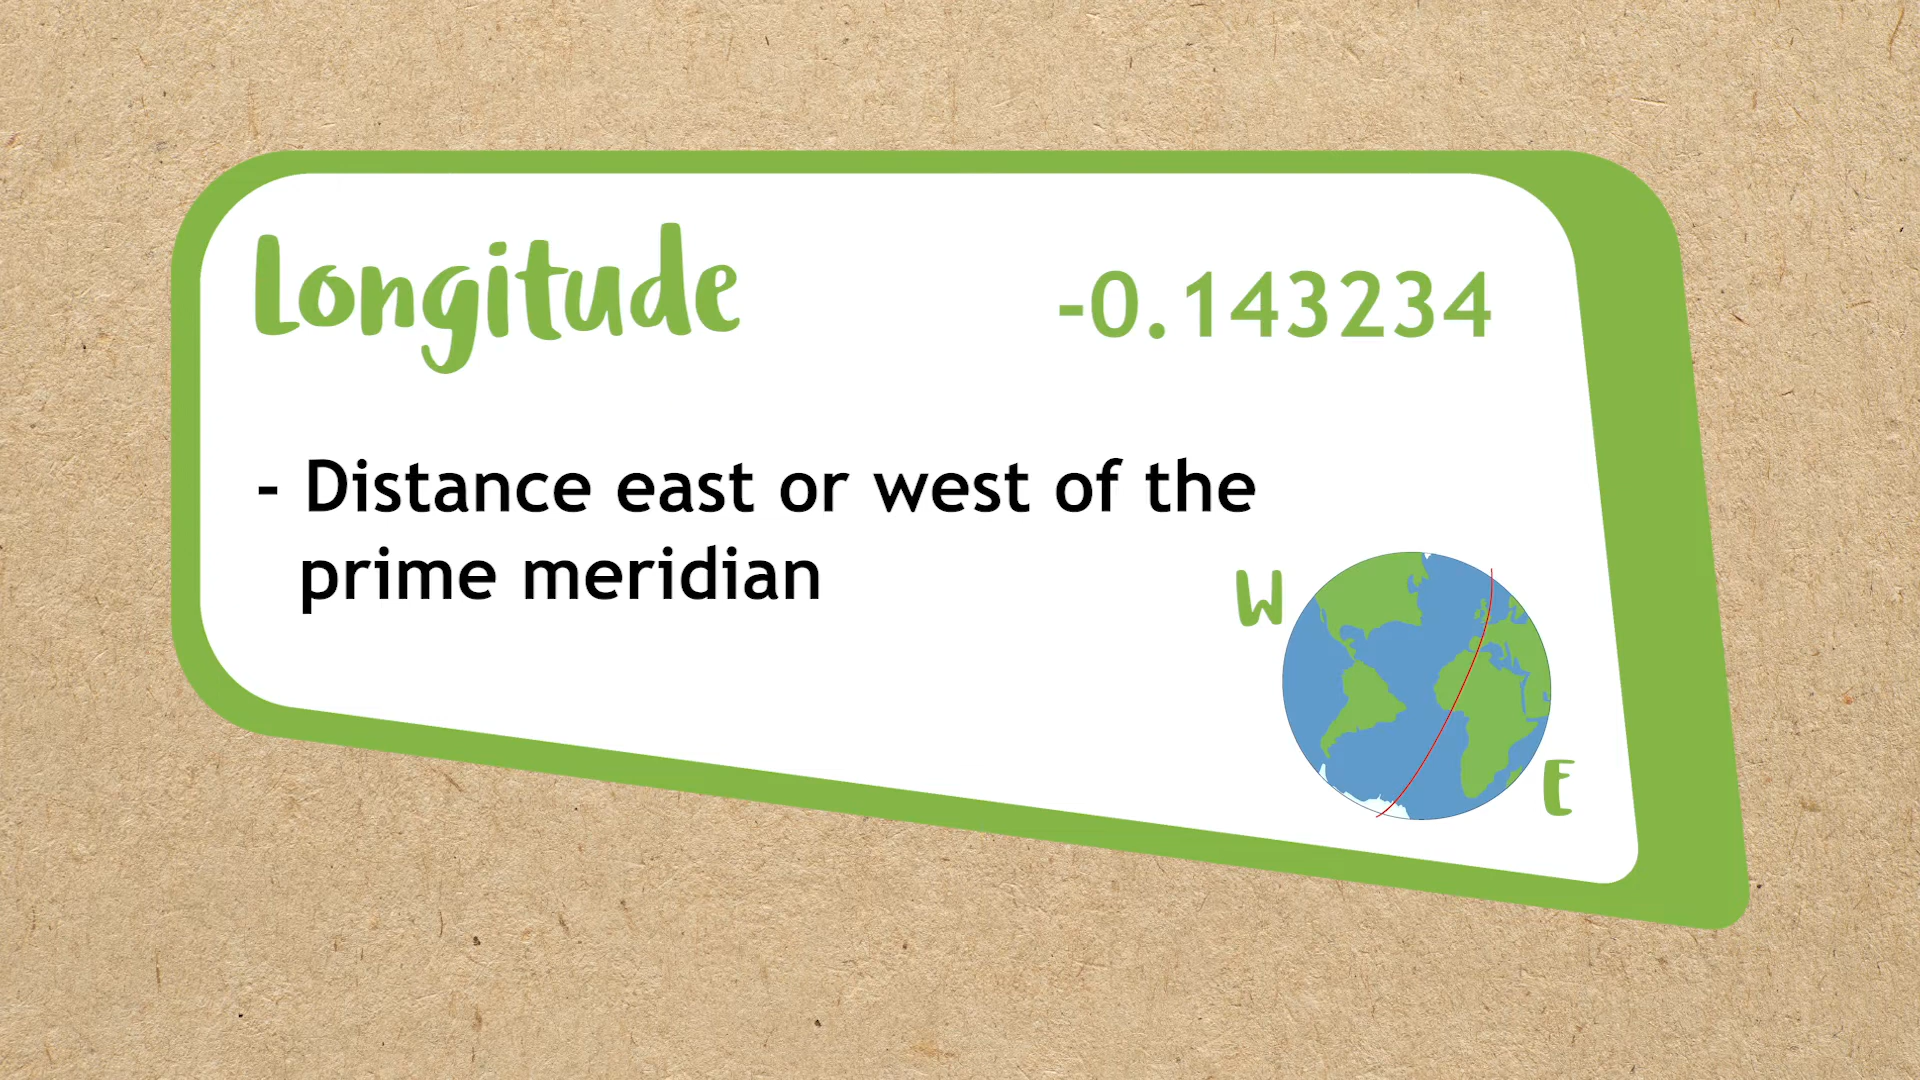 Longitude
-0.143234
- Distance east or west of the
prime meridian
W
E